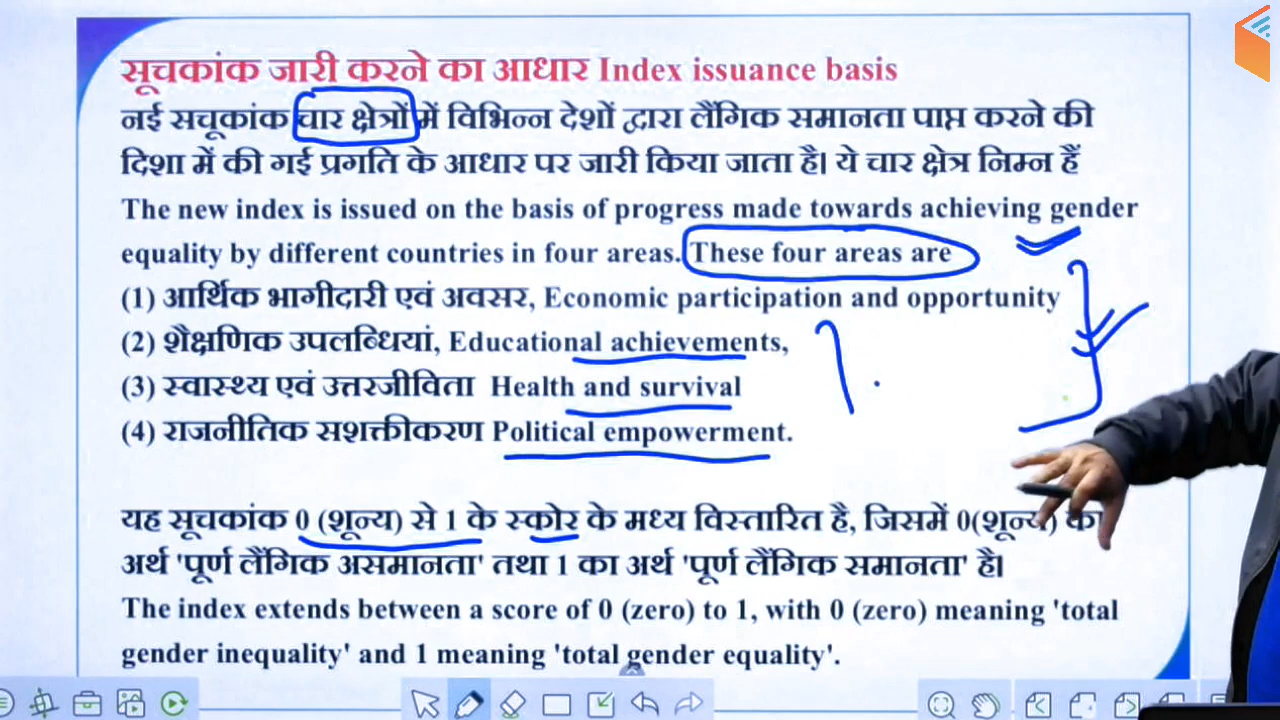 सूचकांक जारी करने का आधार Index issuance basis
नई सचूकांक चार क्षेत्रों में विभिन्न देशों द्वारा लैंगिक समानता पाप्त करने की
दिशा में की गई प्रगति के आधार पर जारी किया जाता है। ये चार क्षेत्र निम्न हैं
The new index is issued on the basis of progress made towards achieving gender
equality by different countries in four areas. These four areas are
(1) आर्थिक भागीदारी एवं अवसर, Economic participation and opportunity
(2) शैक्षणिक उपलब्धियां, Educational achievements,
(3) स्वास्थ्य एवं उत्तरजीविता Health and survival
(4) राजनीतिक सशक्तीकरण Political empowerment.
यह सूचकांक 0 (शून्य) से 1 के स्कोर के मध्य विस्तारित है, जिसमें 0(शून्य) का
अर्थ 'पूर्ण लैंगिक असमानता' तथा 1 का अर्थ 'पूर्ण लैंगिक समानता' है।
The index extends between a score of 0 (zero) to 1, with 0 (zero) meaning 'total
gender inequality' and 1 meaning 'total gender equality'.